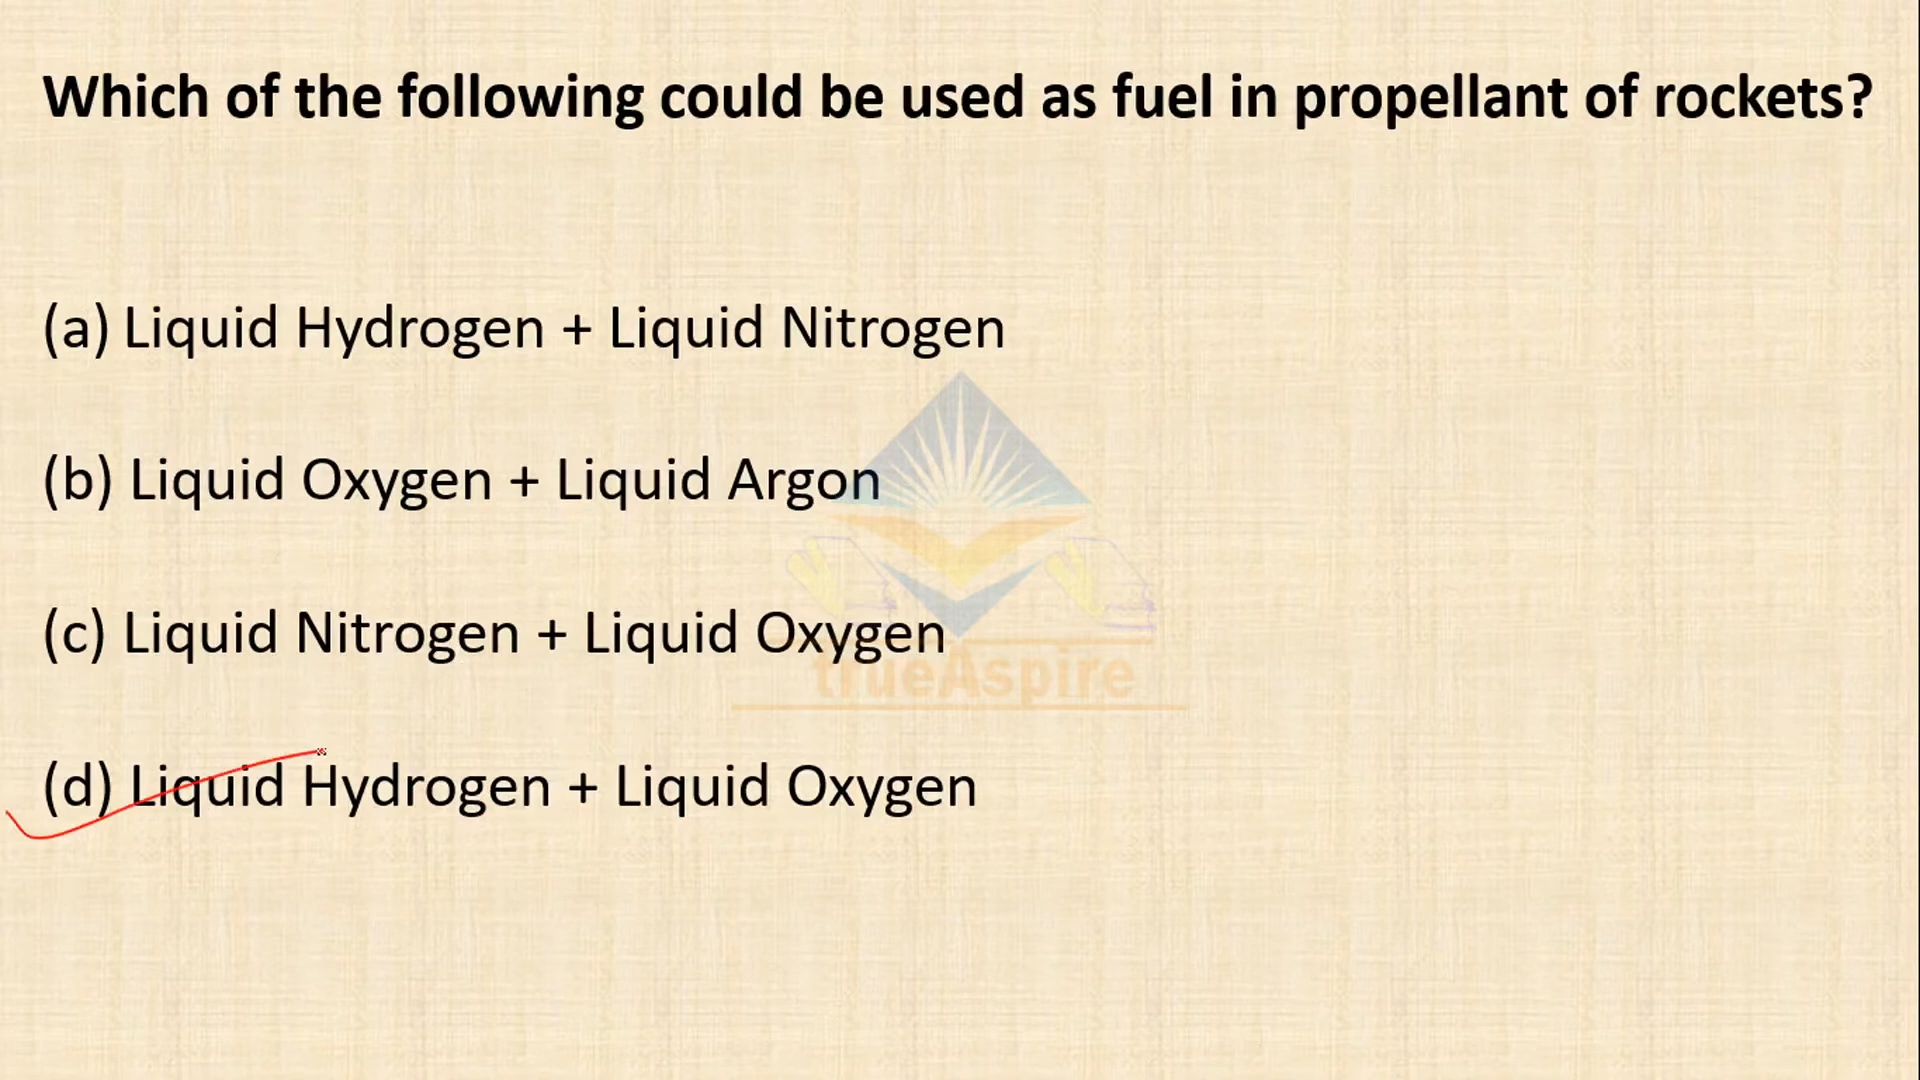 Which of the following could be used as fuel in propellant of rockets?
(a) Liquid Hydrogen + Liquid Nitrogen
(b) Liquid Oxygen + Liquid Argon
(c) Liquid Nitrogen + Liquid Oxygen
trueAspire
(d) Liquid Hydrogen + Liquid Oxygen